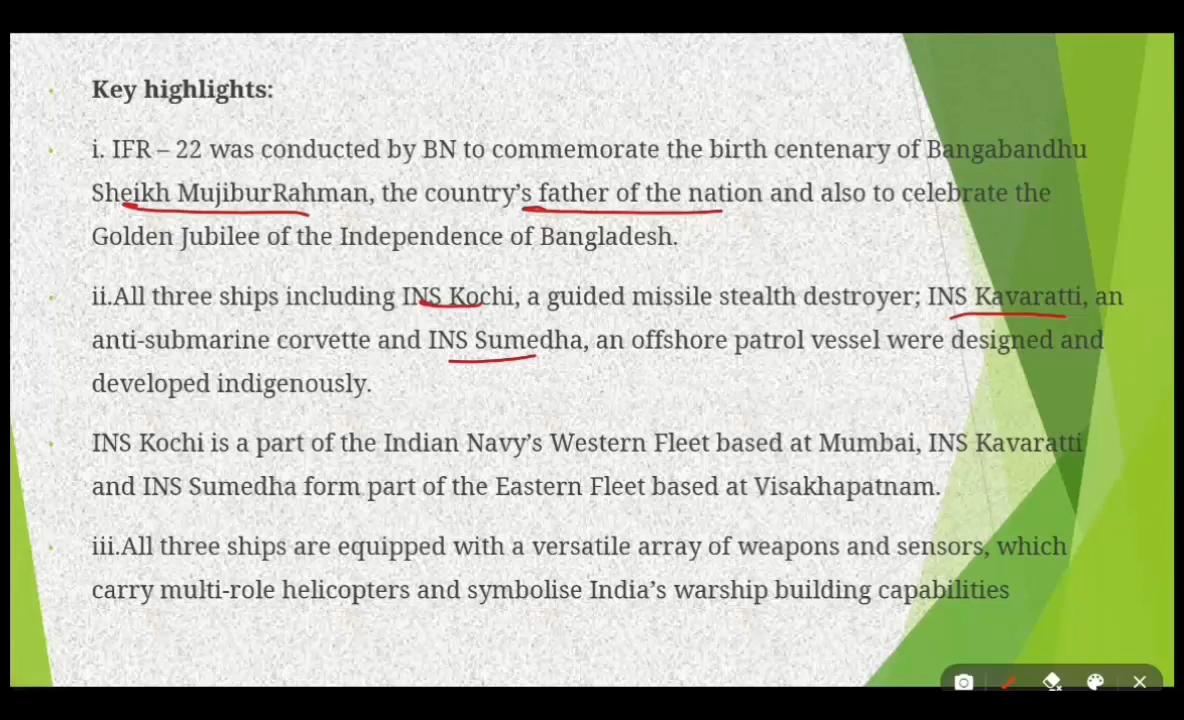 Key highlights:
i. IFR – 22 was conducted by BN to commemorate the birth centenary of Bangabandhu
Sheikh MujiburRahman, the country’s father of the nation and also to celebrate the
Golden Jubilee of the Independence of Bangladesh.
ii.All three ships including INS Kochi, a guided missile stealth destroyer; INS Kavaratti, an
anti-submarine corvette and INS Sumedha, an offshore patrol vessel were designed and
developed indigenously.
INS Kochi is a part of the Indian Navy’s Western Fleet based at Mumbai, INS Kavaratti
and INS Sumedha form part of the Eastern Fleet based at Visakhapatnam.
iii.All three ships are equipped with a versatile array of weapons and sensors, which
carry multi-role helicopters and symbolise India’s warship building capabilities